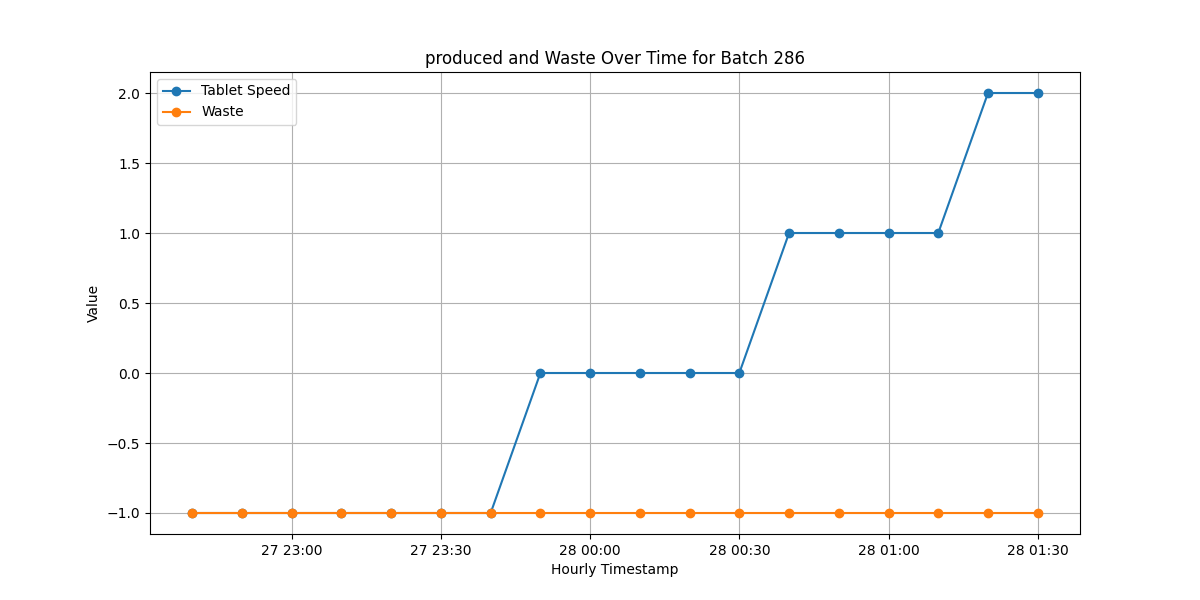 produced and Waste Over Time for Batch 286
Tablet Speed
Waste
2.0
1.5
1.0
0.5
0.0
−0.5
−1.0
Value
27 23:00
27 23:30
28 00:00
28 00:30
28 01:00
28 01:30
Hourly Timestamp